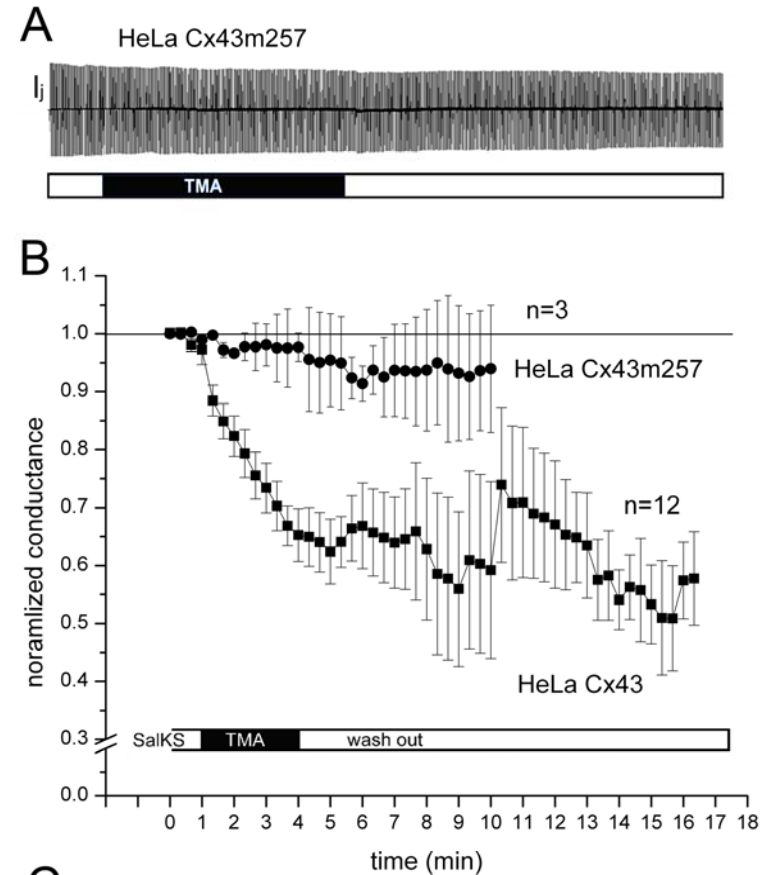 A
HeLa Cx43m257
Ij
TMA
B
1.1
n=3
1.0
HeLa Cx43m257
0.9
0.8
0.7
n=12
0.6
0.5
0.4
HeLa Cx43
0.3
SalKS
TMA
wash out
0.0
noramlized conductance
0 1 2 3 4 5 6 7 8 9 10 11 12 13 14 15 16 17 18
time (min)